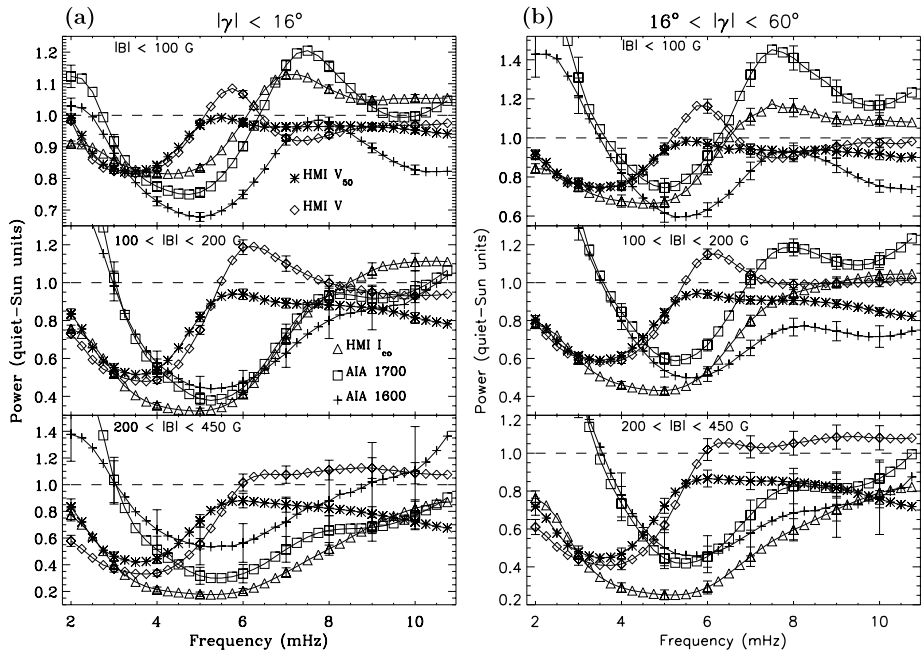 (a) |γ| < 16°
(b) 16° < |γ| < 60°
|B| < 100 G
1.2
1.1
1.0
0.9
0.8
0.7
HMI V50
HMI V
|B| < 100 G
1.4
1.2
1.0
0.8
0.6
100 < |B| < 200 G
1.2
1.0
0.8
0.6
0.4
HMI Ico
AIA 1700
AIA 1600
100 < |B| < 200 G
1.2
1.0
0.8
0.6
0.4
200 < |B| < 450 G
1.4
1.2
1.0
0.8
0.6
0.4
0.2
200 < |B| < 450 G
1.0
0.8
0.6
0.4
0.2
Power (quiet-Sun units)
Power (quiet-Sun units)
2 4 6 8 10
Frequency (mHz)
2 4 6 8 10
Frequency (mHz)